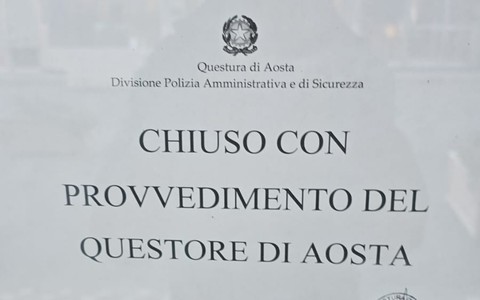 Questura di Aosta
Divisione Polizia Amministrativa e di Sicurezza
CHIUSO CON
PROVVEDIMENTO DEL
QUESTORE DI AOSTA